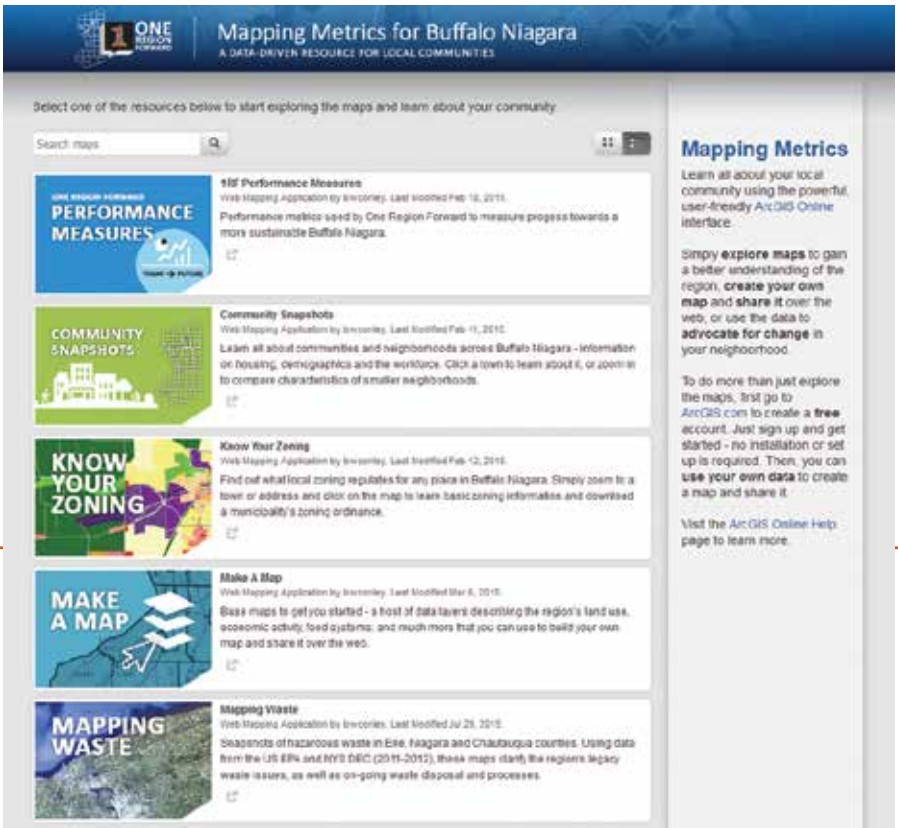 1 ONE
REGION
FORWARD
Mapping Metrics for Buffalo Niagara
A DATA-DRIVEN RESOURCE FOR LOCAL COMMUNITIES
Select one of the resources below to start exploring the maps and learn about your community
Search maps
ONE REGION FORWARD
PERFORMANCE
MEASURES
TODAY FUTURE
1RF Performance Measures
Web Mapping Application by Last Modified Feb 2015.
Performance metrics used by One Region Forward to measure progess towards a
more sustainable Buffalo Niagara.
COMMUNITY
SNAPSHOTS
Community Snapshots
Web Mapping Application by Last Modified Feb 11, 2015.
Learn all about communities and neighborhoods across Buffalo Niagara - information
on housing, demographics and the workforce. Click a town to learn about it, or zoom in
to compare characteristics of smaller neighborhoods.
KNOW
YOUR
ZONING
Know Your Zoning
Web Mapping Application by Last Modified Feb 12, 2015.
Find out what local zoning regulates for any place in Buffalo Niagara. Simply zoom to a
town or address and click on the map to learn basic zoning information and download
a municipality's zoning ordinance.
MAKE
A MAP
Make A Map
Web Mapping Application by Last Modified Mar 6, 2015.
Base maps to get you started - a host of data layers describing the region's land use,
economic activity, food systems, and much more that you can use to build your own
map and share it over the web.
MAPPING
WASTE
Mapping Waste
Web Mapping Application by Last Modified Jul 29, 2015.
Snapshots of hazardous waste in Erie, Niagara and Chautauqua counties. Using data
from the US EPA and NYS DEC (2011-2012), these maps clarify the region's legacy
waste issues, as well as on-going waste disposal and processes.
Mapping Metrics
Learn all about your local
community using the powerful,
user-friendly ArcGIS Online
interface.
Simply explore maps to gain
a better understanding of the
region, create your own
map and share it over the
web, or use the data to
advocate for change in
your neighborhood.
To do more than just explore
the maps, first go to
ArcGIS.com to create a free
account. Just sign up and get
started - no installation or set
up is required. Then, you can
use your own data to create
a map and share it.
Visit the ArcGIS Online Help
page to learn more.